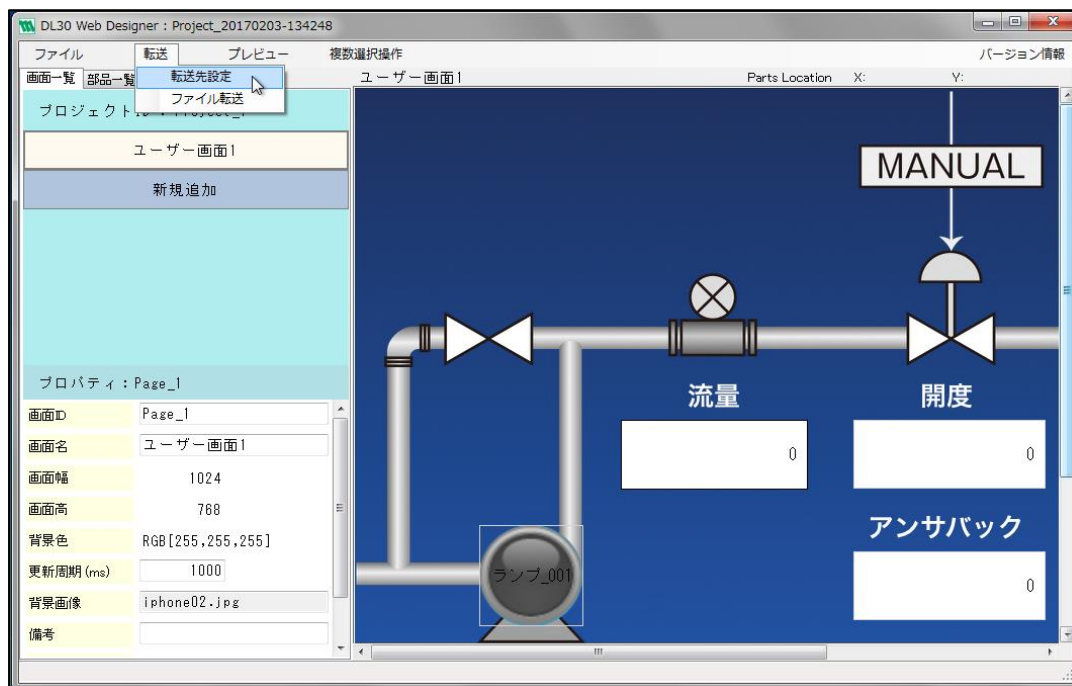 DL30 Web Designer : Project_20170203-134248
ファイル 転送 プレビュー 複数選択操作 バージョン情報
画面一覧 部品一覧 転送先設定 ユーザー画面1 Parts Location X: Y:
ファイル転送
プロジェクト
ユーザー画面1
新規追加
プロパティ：Page_1
画面ID Page_1
画面名 ユーザー画面1
画面幅 1024
画面高 768
背景色 RGB[255,255,255]
更新周期(ms) 1000
背景画像 iphone02.jpg
備考
MANUAL
流量 開度
0 0
アンサバック
ランプ_001 0